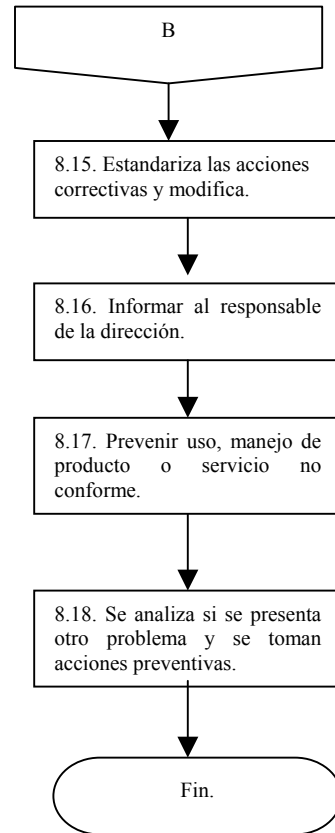 B
8.15. Estandariza las acciones
correctivas y modifica.
8.16. Informar al responsable
de la dirección.
8.17. Prevenir uso, manejo de
producto o servicio no
conforme.
8.18. Se analiza si se presenta
otro problema y se toman
acciones preventivas.
Fin.